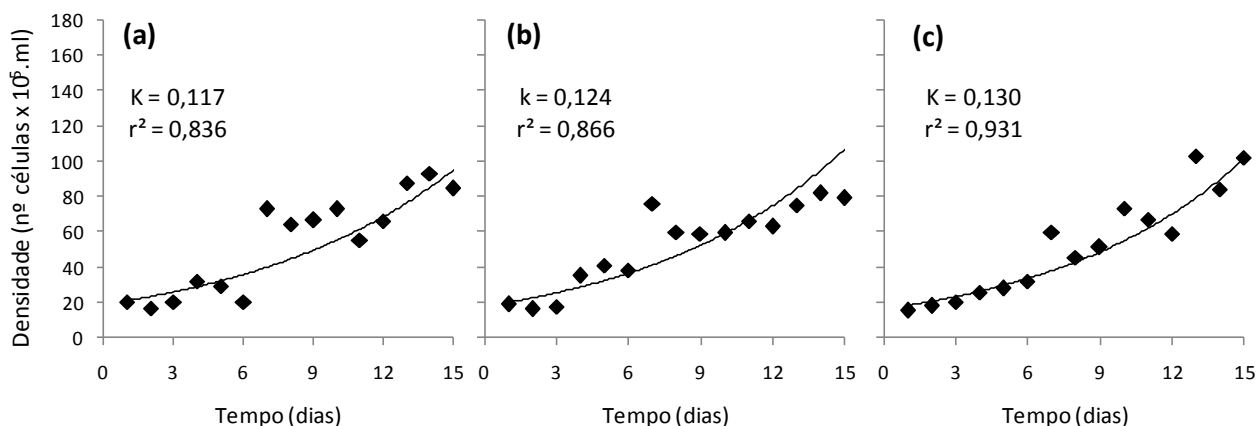 Densidade (nº células x 10⁵.ml)
180
160
140
120
100
80
60
40
20
0
(a)
K = 0,117
r² = 0,836
0 3 6 9 12 15
Tempo (dias)
(b)
k = 0,124
r² = 0,866
0 3 6 9 12 15
Tempo (dias)
(c)
K = 0,130
r² = 0,931
0 3 6 9 12 15
Tempo (dias)